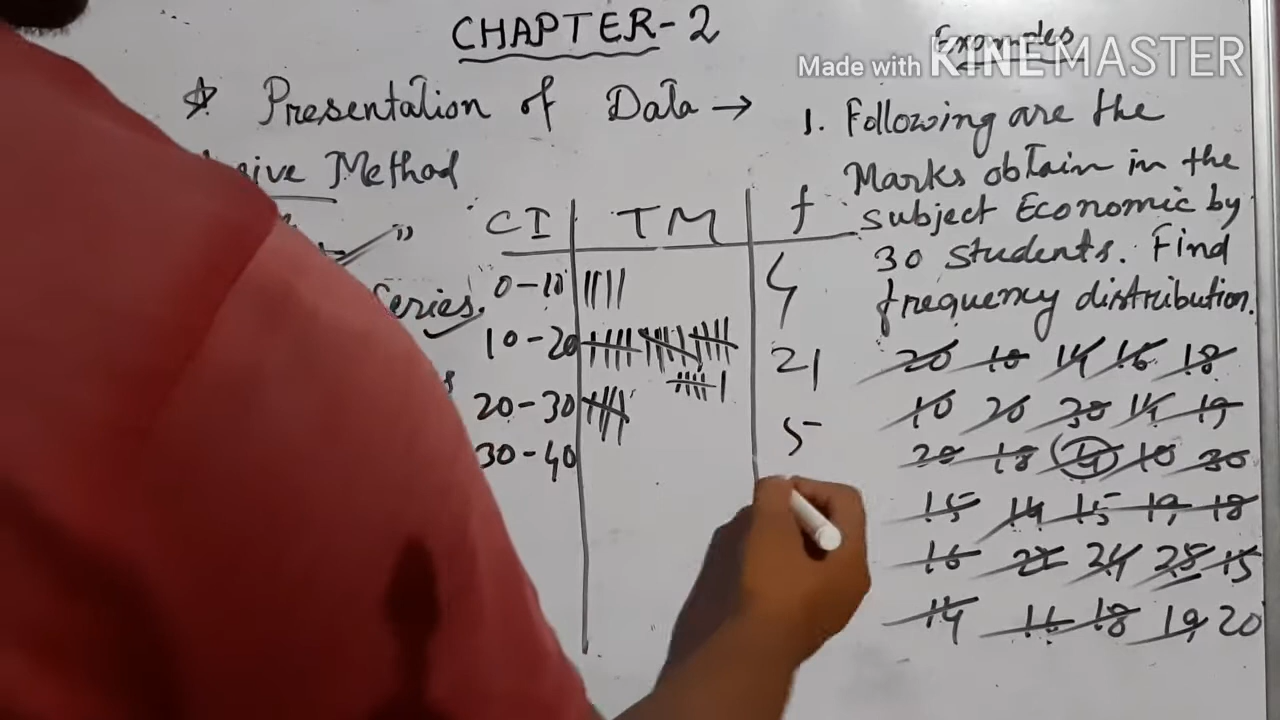 CHAPTER-2
Examples
Made with KINEMASTER
☆ Presentation of Data →
Method
Series.
CI TM f
0-10 |||| 4
10-20 21
20-30 5
30-40
1. Following are the
Marks obtain in the
subject Economic by
30 students. Find
frequency distribution.
20 10 14 16 18
10 20 30 14 19
20 18 14 10 30
15 14 15 19 18
16 22 24 28 15
14 16 18 19 20